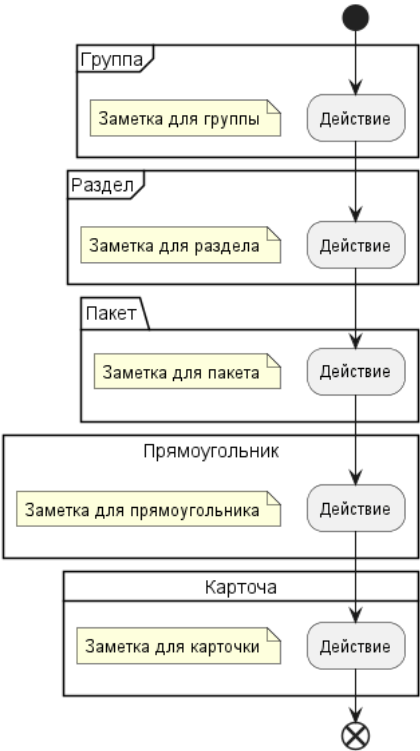 Группа
Заметка для группы
Действие
Раздел
Заметка для раздела
Действие
Пакет
Заметка для пакета
Действие
Прямоугольник
Заметка для прямоугольника
Действие
Карточа
Заметка для карточки
Действие